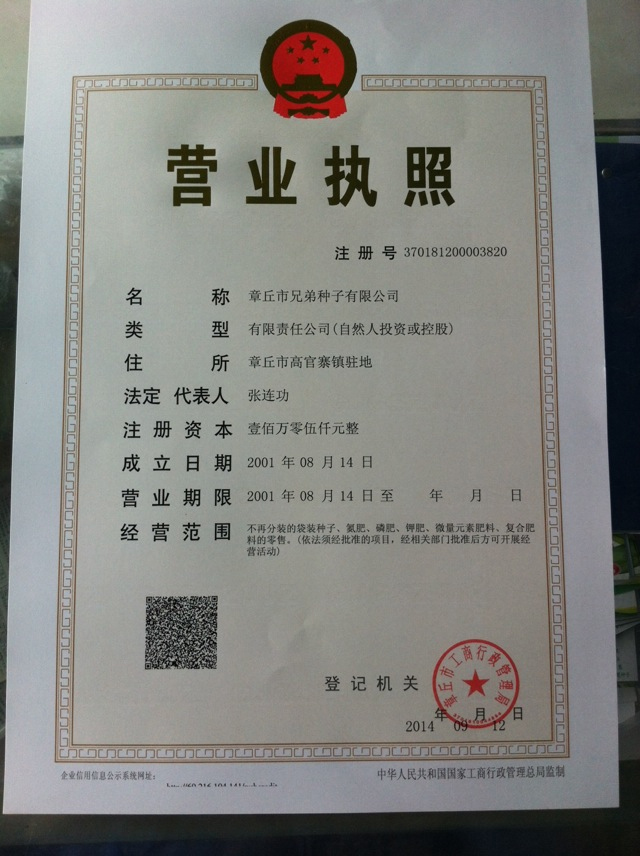 营业执照
注册号 370181200003820
名称 章丘市兄弟种子有限公司
类型 有限责任公司(自然人投资或控股)
住所 章丘市高官寨镇驻地
法定代表人 张连功
注册资本 壹佰万零伍仟元整
成立日期 2001 年 08 月 14 日
营业期限 2001 年 08 月 14 日 至 年 月 日
经营范围 不再分装的袋装种子、氮肥、磷肥、钾肥、微量元素肥料、复合肥
料的零售。(依法须经批准的项目，经相关部门批准后方可开展经
营活动)
登记机关
章丘市工商行政管理局
年 月 日
2014 09 12
企业信用信息公示系统网址：
中华人民共和国国家工商行政管理总局监制